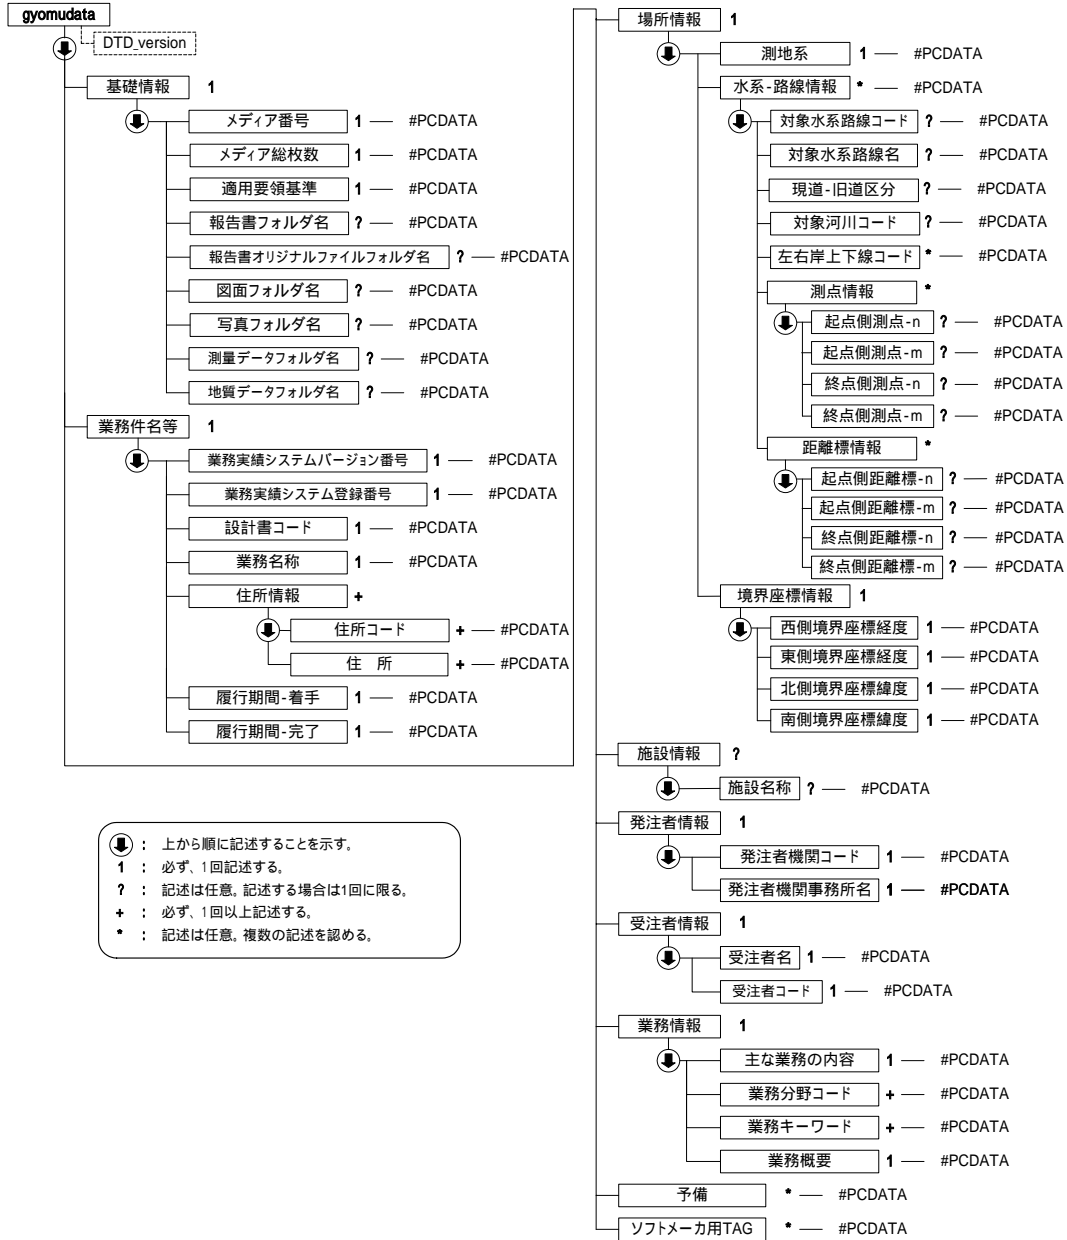 gyomudata
DTD_version
基礎情報 1
メディア番号 1 #PCDATA
メディア総枚数 1 #PCDATA
適用要領基準 1 #PCDATA
報告書フォルダ名 ? #PCDATA
報告書オリジナルファイルフォルダ名 ? #PCDATA
図面フォルダ名 ? #PCDATA
写真フォルダ名 ? #PCDATA
測量データフォルダ名 ? #PCDATA
地質データフォルダ名 ? #PCDATA
業務件名等 1
業務実績システムバージョン番号 1 #PCDATA
業務実績システム登録番号 1 #PCDATA
設計書コード 1 #PCDATA
業務名称 1 #PCDATA
住所情報 +
住所コード + #PCDATA
住 所 + #PCDATA
履行期間-着手 1 #PCDATA
履行期間-完了 1 #PCDATA
: 上から順に記述することを示す。
1 : 必ず、1回記述する。
? : 記述は任意。記述する場合は1回に限る。
+ : 必ず、1回以上記述する。
* : 記述は任意。複数の記述を認める。
場所情報 1
測地系 1 #PCDATA
水系-路線情報 * #PCDATA
対象水系路線コード ? #PCDATA
対象水系路線名 ? #PCDATA
現道-旧道区分 ? #PCDATA
対象河川コード ? #PCDATA
左右岸上下線コード * #PCDATA
測点情報 *
起点側測点-n ? #PCDATA
起点側測点-m ? #PCDATA
終点側測点-n ? #PCDATA
終点側測点-m ? #PCDATA
距離標情報 *
起点側距離標-n ? #PCDATA
起点側距離標-m ? #PCDATA
終点側距離標-n ? #PCDATA
終点側距離標-m ? #PCDATA
境界座標情報 1
西側境界座標経度 1 #PCDATA
東側境界座標経度 1 #PCDATA
北側境界座標緯度 1 #PCDATA
南側境界座標緯度 1 #PCDATA
施設情報 ?
施設名称 ? #PCDATA
発注者情報 1
発注者機関コード 1 #PCDATA
発注者機関事務所名 1 #PCDATA
受注者情報 1
受注者名 1 #PCDATA
受注者コード 1 #PCDATA
業務情報 1
主な業務の内容 1 #PCDATA
業務分野コード + #PCDATA
業務キーワード + #PCDATA
業務概要 1 #PCDATA
予備 * #PCDATA
ソフトメーカ用TAG * #PCDATA